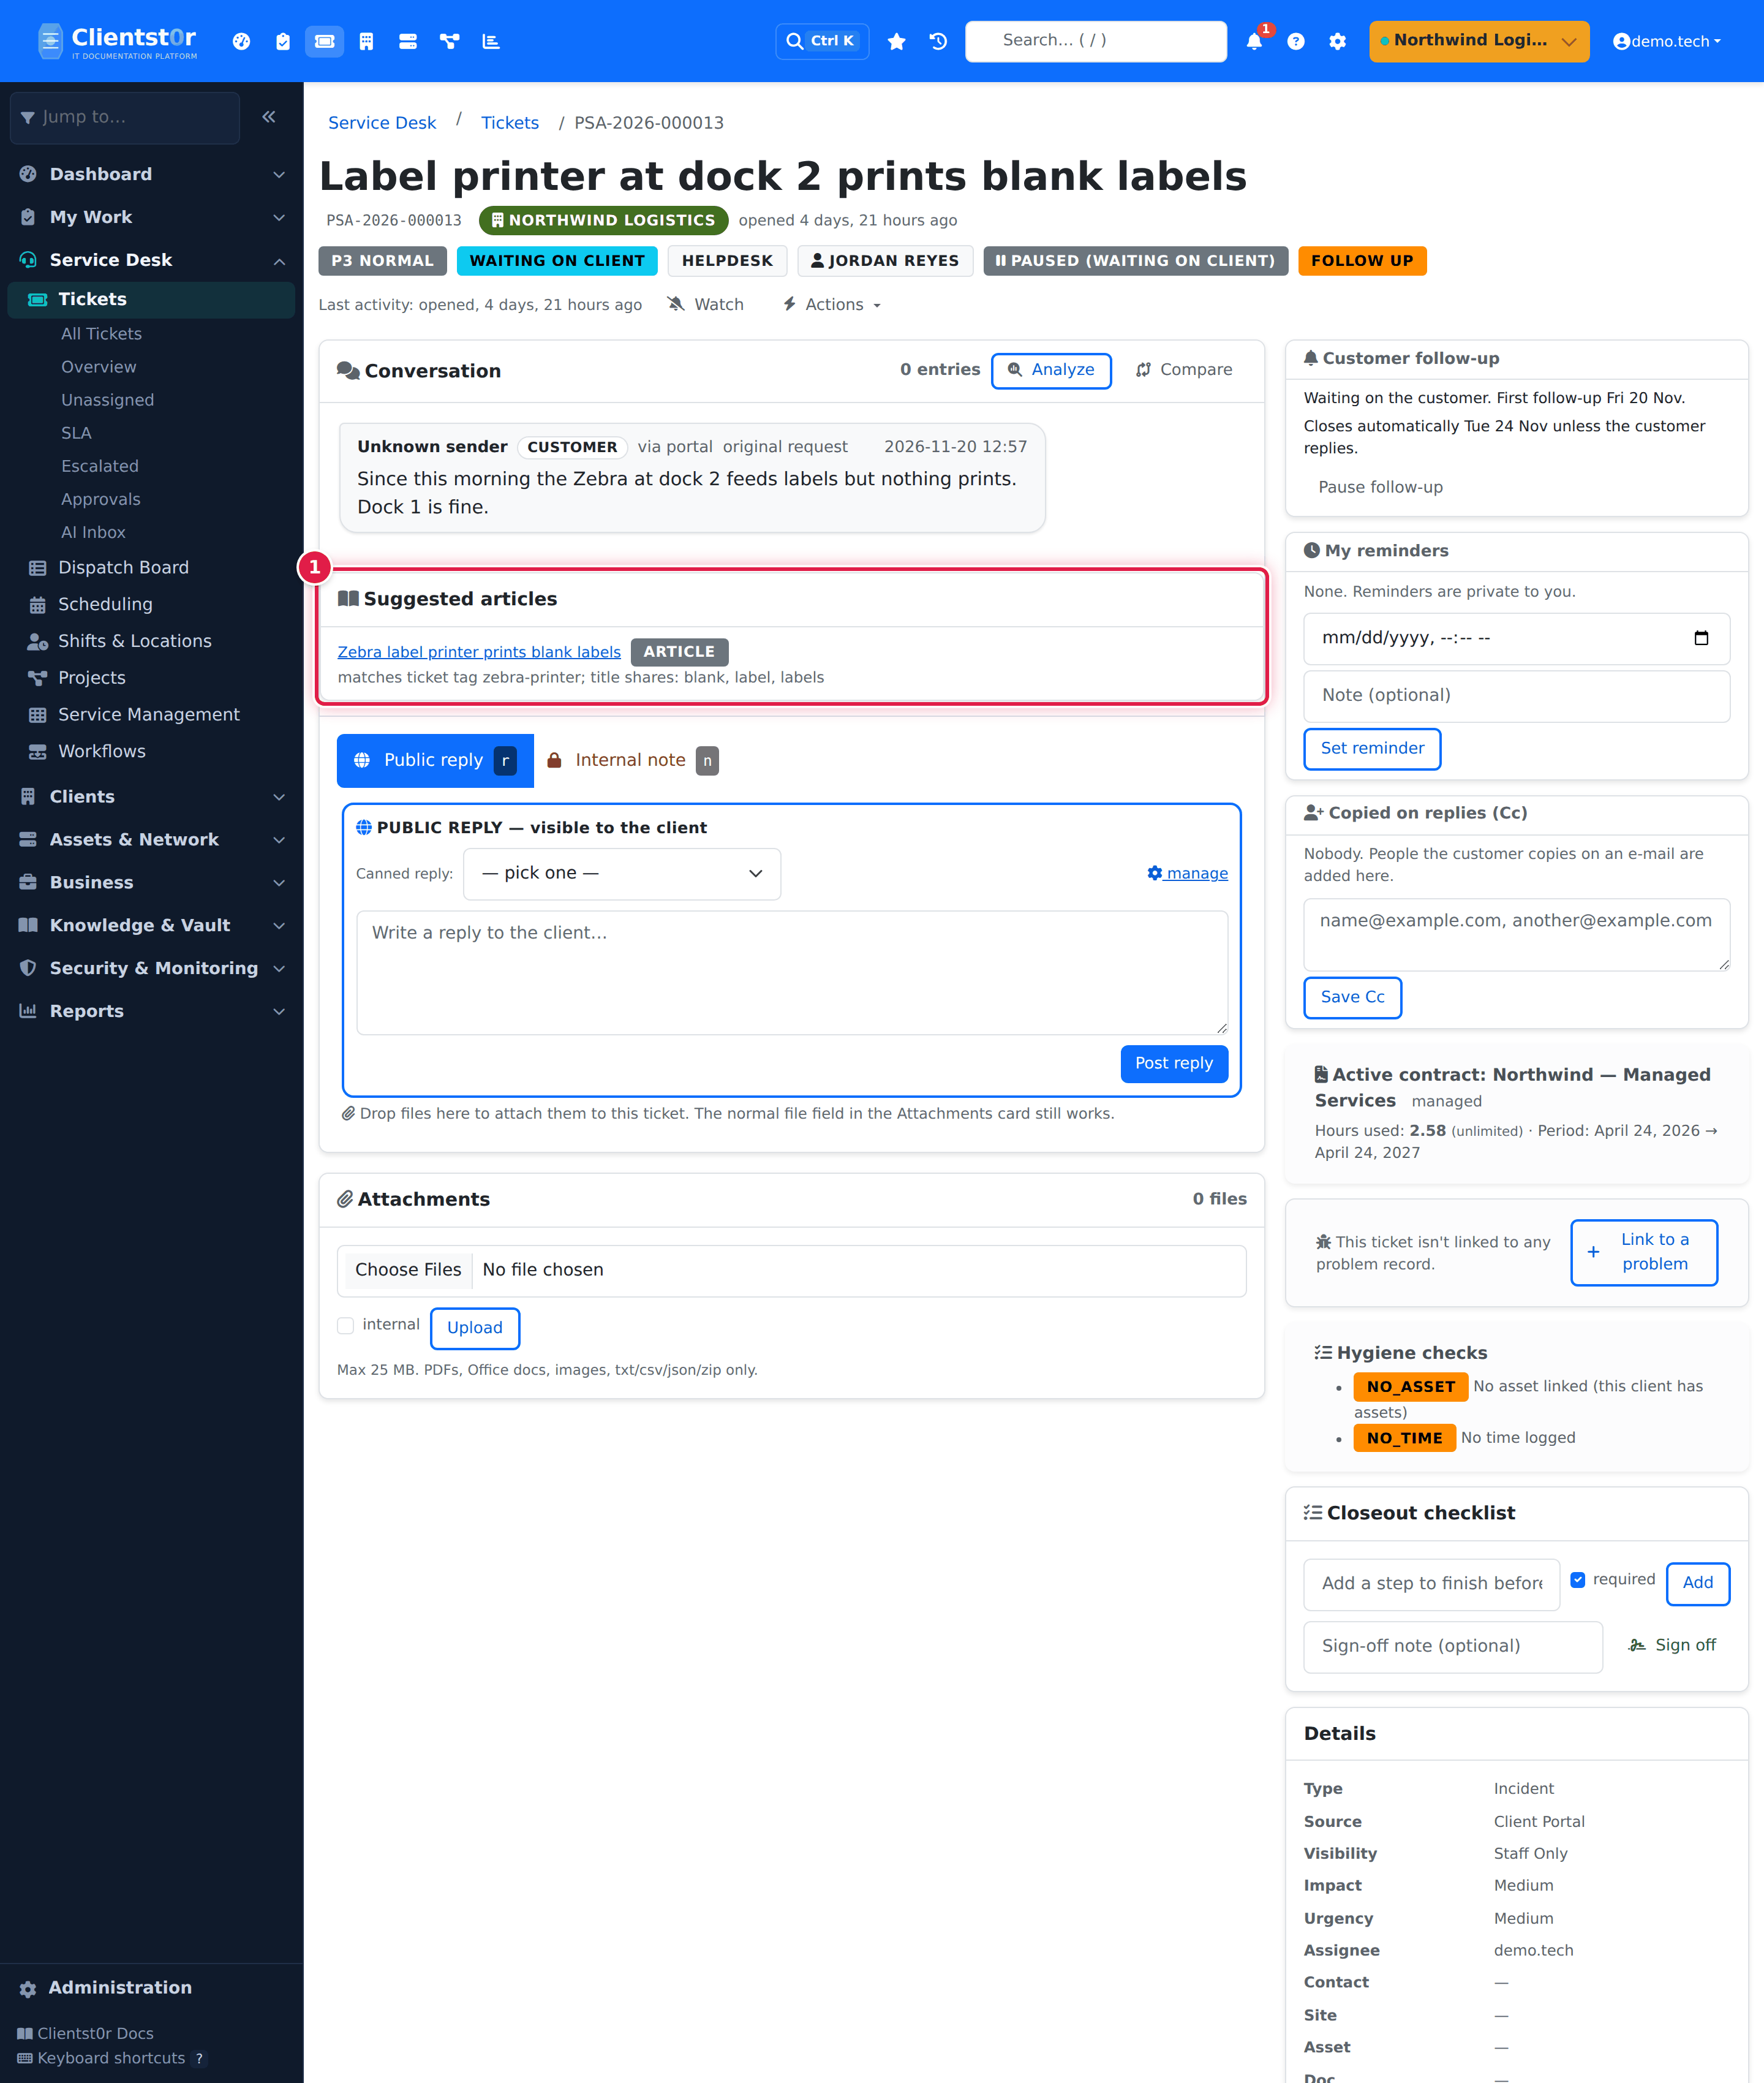 Clientst0r
IT DOCUMENTATION PLATFORM
Ctrl K
Search... ( / )
1
?
Northwind Logi...
demo.tech
Jump to...
Dashboard
My Work
Service Desk
Tickets
All Tickets
Overview
Unassigned
SLA
Escalated
Approvals
AI Inbox
Dispatch Board
Scheduling
Shifts & Locations
Projects
Service Management
Workflows
Clients
Assets & Network
Business
Knowledge & Vault
Security & Monitoring
Reports
Administration
Clientst0r Docs
Keyboard shortcuts ?
Service Desk / Tickets / PSA-2026-000013
Label printer at dock 2 prints blank labels
PSA-2026-000013 NORTHWIND LOGISTICS opened 4 days, 21 hours ago
P3 NORMAL WAITING ON CLIENT HELPDESK JORDAN REYES PAUSED (WAITING ON CLIENT) FOLLOW UP
Last activity: opened, 4 days, 21 hours ago Watch Actions
Conversation 0 entries Analyze Compare
Unknown sender CUSTOMER via portal original request 2026-11-20 12:57
Since this morning the Zebra at dock 2 feeds labels but nothing prints.
Dock 1 is fine.
1
Suggested articles
Zebra label printer prints blank labels ARTICLE
matches ticket tag zebra-printer; title shares: blank, label, labels
Public reply r Internal note n
PUBLIC REPLY — visible to the client
Canned reply: — pick one — manage
Write a reply to the client...
Post reply
Drop files here to attach them to this ticket. The normal file field in the Attachments card still works.
Attachments 0 files
Choose Files No file chosen
internal Upload
Max 25 MB. PDFs, Office docs, images, txt/csv/json/zip only.
Customer follow-up
Waiting on the customer. First follow-up Fri 20 Nov.
Closes automatically Tue 24 Nov unless the customer
replies.
Pause follow-up
My reminders
None. Reminders are private to you.
mm/dd/yyyy, --:-- --
Note (optional)
Set reminder
Copied on replies (Cc)
Nobody. People the customer copies on an e-mail are
added here.
name@example.com, another@example.com
Save Cc
Active contract: Northwind — Managed
Services managed
Hours used: 2.58 (unlimited) · Period: April 24, 2026 →
April 24, 2027
This ticket isn't linked to any
problem record.
+ Link to a
problem
Hygiene checks
• NO_ASSET No asset linked (this client has
assets)
• NO_TIME No time logged
Closeout checklist
Add a step to finish before required Add
Sign-off note (optional) Sign off
Details
Type Incident
Source Client Portal
Visibility Staff Only
Impact Medium
Urgency Medium
Assignee demo.tech
Contact —
Site —
Asset —
Doc —